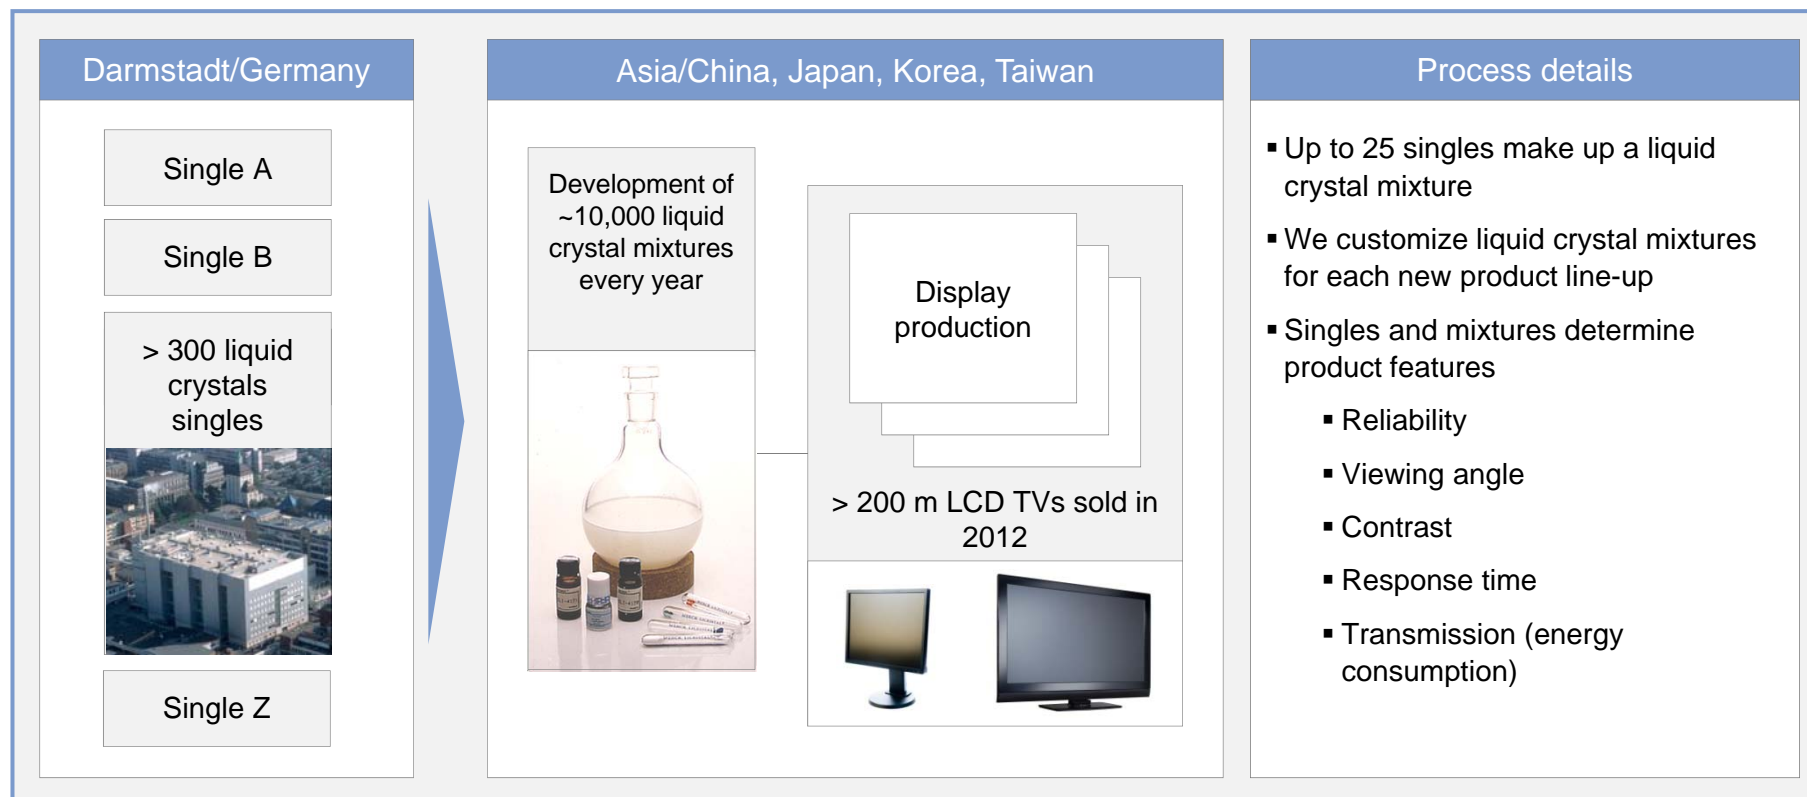 Darmstadt/Germany
Single A
Single B
> 300 liquid
crystals
singles
Single Z
Asia/China, Japan, Korea, Taiwan
Development of
~10,000 liquid
crystal mixtures
every year
Display
production
> 200 m LCD TVs sold in
2012
Process details
▪ Up to 25 singles make up a liquid
crystal mixture
▪ We customize liquid crystal mixtures
for each new product line-up
▪ Singles and mixtures determine
product features
▪ Reliability
▪ Viewing angle
▪ Contrast
▪ Response time
▪ Transmission (energy
consumption)